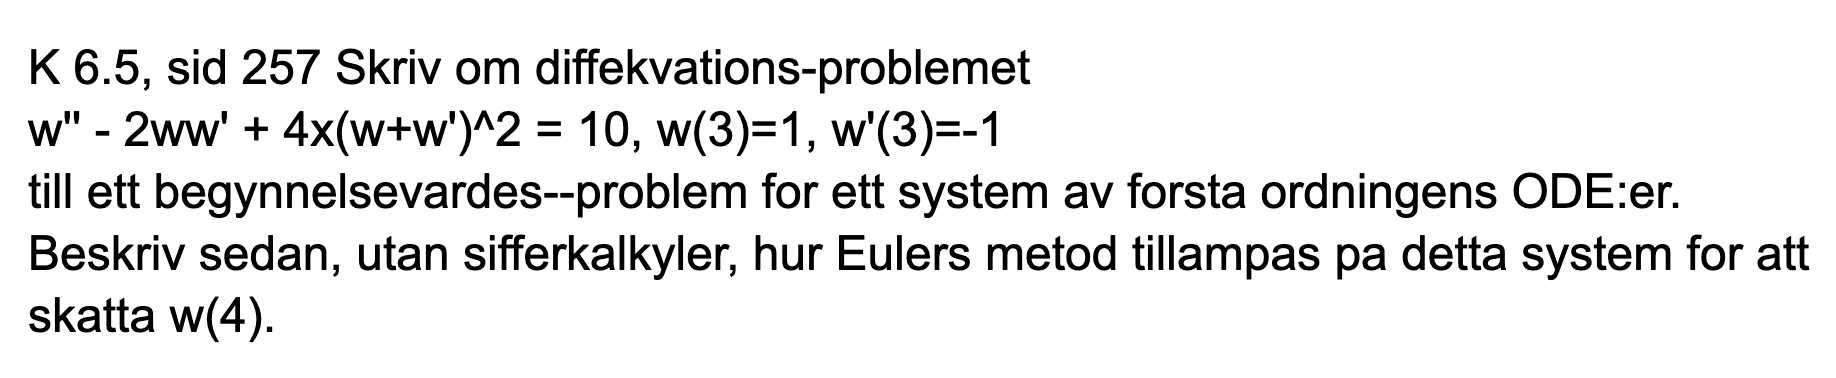 K 6.5, sid 257 Skriv om diffekvations-problemet
w" - 2ww' + 4x(w+w')^2 = 10, w(3)=1, w'(3)=-1
till ett begynnelsevardes--problem for ett system av forsta ordningens ODE:er.
Beskriv sedan, utan sifferkalkyler, hur Eulers metod tillampas pa detta system for att
skatta w(4).